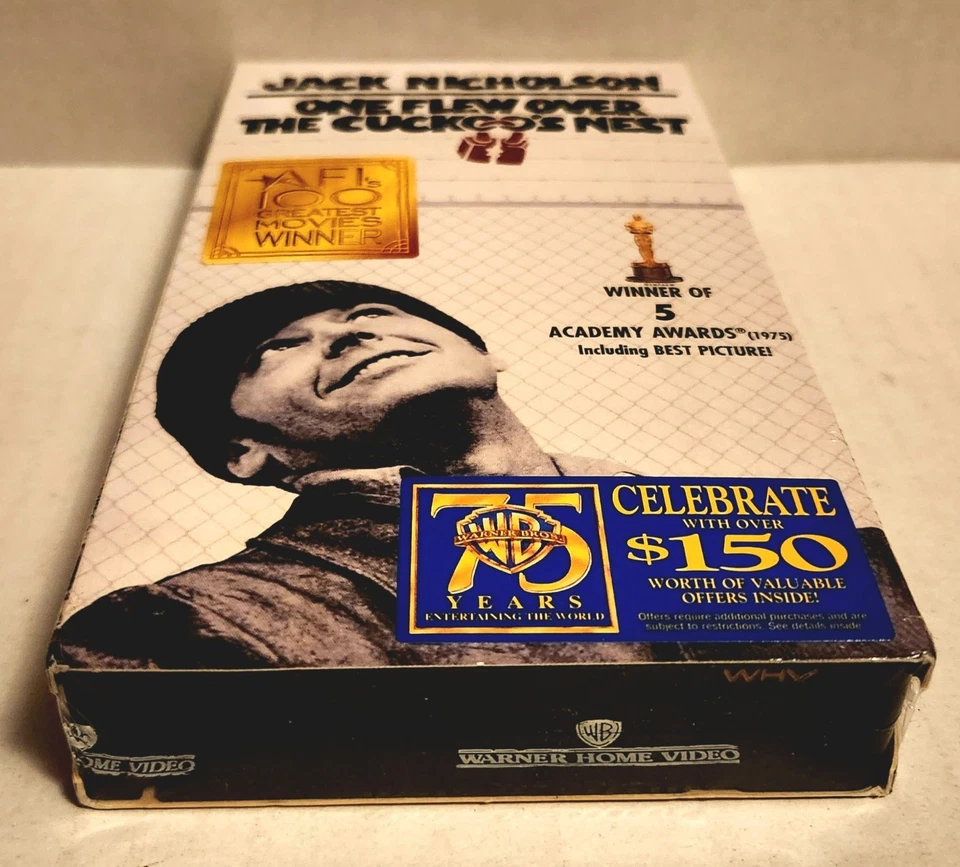 JACK NICHOLSON
ONE FLEW OVER
THE CUCKOO'S NEST
AFI's
100
GREATEST
MOVIES
WINNER
WINNER OF
5
ACADEMY AWARDS® (1975)
Including BEST PICTURE!
75
WB
WARNER BROS.
YEARS
ENTERTAINING THE WORLD
CELEBRATE
WITH OVER
$150
WORTH OF VALUABLE
OFFERS INSIDE!
Offers require additional purchases and are
subject to restrictions. See details inside
WHV
WB
WARNER HOME VIDEO
OME VIDEO